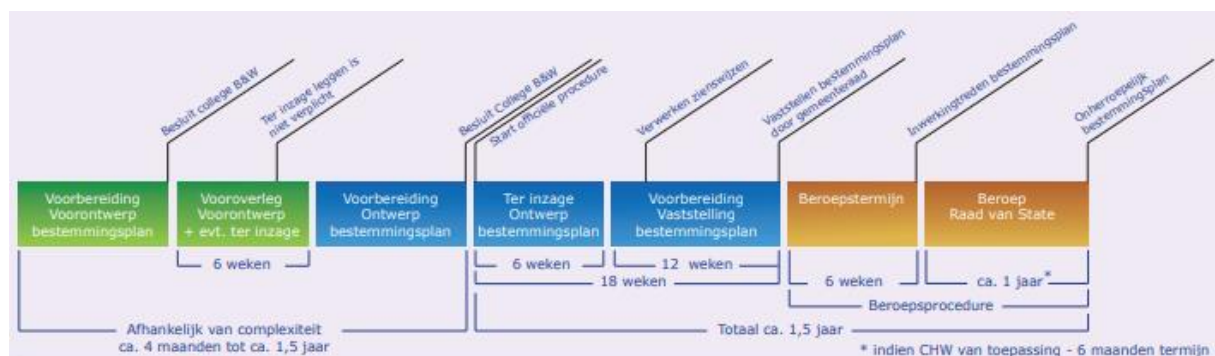 Besluit college B&W
Ter inzage leggen is
niet verplicht
Besluit College B&W
Start officiële procedure
Verwerken zienswijzen
Vaststellen bestemmingsplan
door gemeenteraad
Inwerkingtreden bestemmingsplan
Onherroepelijk
bestemmingsplan
Voorbereiding
Voorontwerp
bestemmingsplan
Vooroverleg
Voorontwerp
+ evt. ter inzage
Voorbereiding
Ontwerp
bestemmingsplan
Ter inzage
Ontwerp
bestemmingsplan
Voorbereiding
Vaststelling
bestemmingsplan
Beroepstermijn
Beroep
Raad van State
6 weken
6 weken
12 weken
18 weken
6 weken
ca. 1 jaar*
Beroepsprocedure
Afhankelijk van complexiteit
ca. 4 maanden tot ca. 1,5 jaar
Totaal ca. 1,5 jaar
* indien CHW van toepassing - 6 maanden termijn